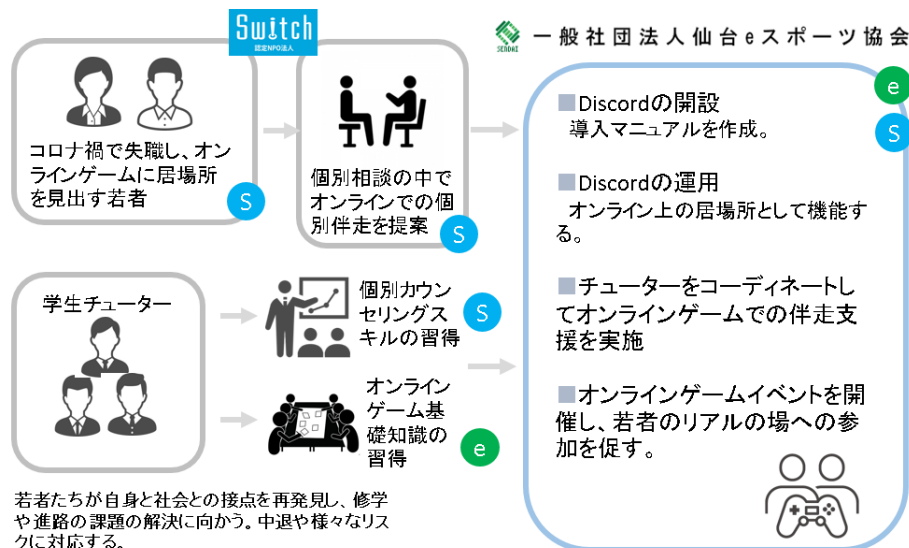 Switch
認定NPO法人
SENDAI
一般社団法人仙台eスポーツ協会
コロナ禍で失職し、オン
ラインゲームに居場所
を見出す若者
S
個別相談の中で
オンラインでの個
別伴走を提案
S
学生チューター
個別カウン
セリングス
キルの習得
S
オンライン
ゲーム基
礎知識の
習得
e
e
S
■Discordの開設
導入マニュアルを作成。
■Discordの運用
オンライン上の居場所として機能す
る。
■チューターをコーディネートし
てオンラインゲームでの伴走支
援を実施
■オンラインゲームイベントを開
催し、若者のリアルの場への参
加を促す。
若者たちが自身と社会との接点を再発見し、修学
や進路の課題の解決に向かう。中退や様々なリス
クに対応する。